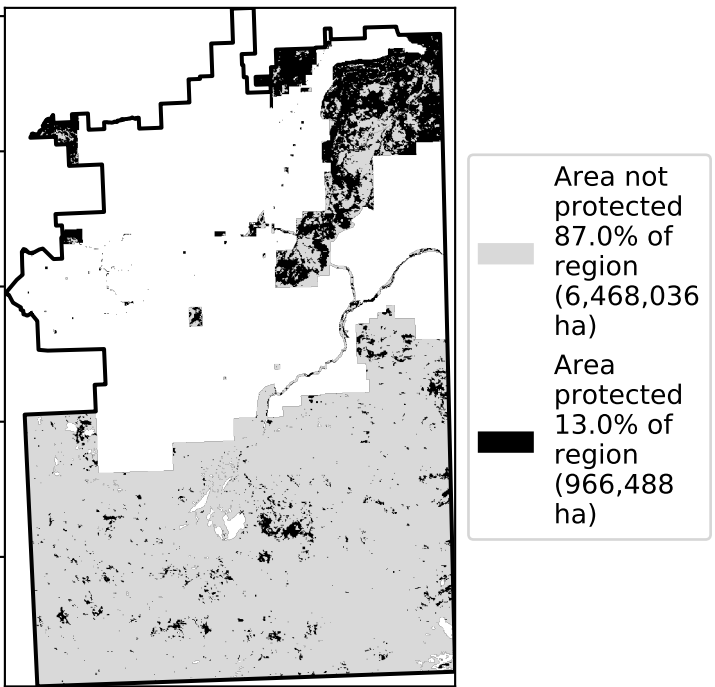 Area not
protected
87.0% of
region
(6,468,036
ha)
Area
protected
13.0% of
region
(966,488
ha)